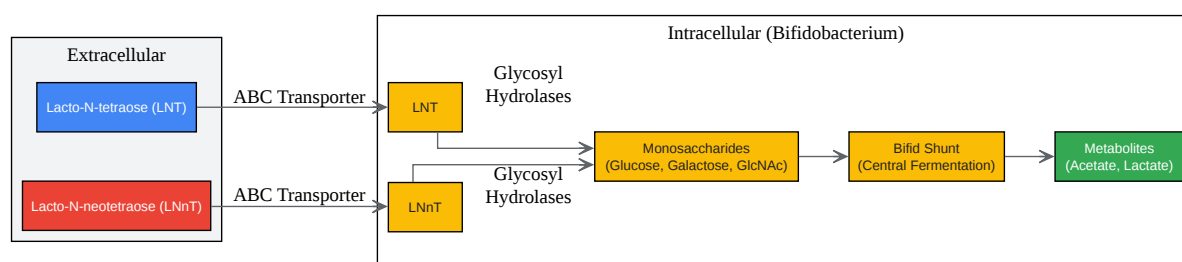 Extracellular
Intracellular (Bifidobacterium)
Lacto-N-tetraose (LNT)
ABC Transporter
LNT
Glycosyl
Hydrolases
Monosaccharides
(Glucose, Galactose, GlcNAc)
Bifid Shunt
(Central Fermentation)
Metabolites
(Acetate, Lactate)
Lacto-N-neotetraose (LNnT)
ABC Transporter
LNnT
Glycosyl
Hydrolases